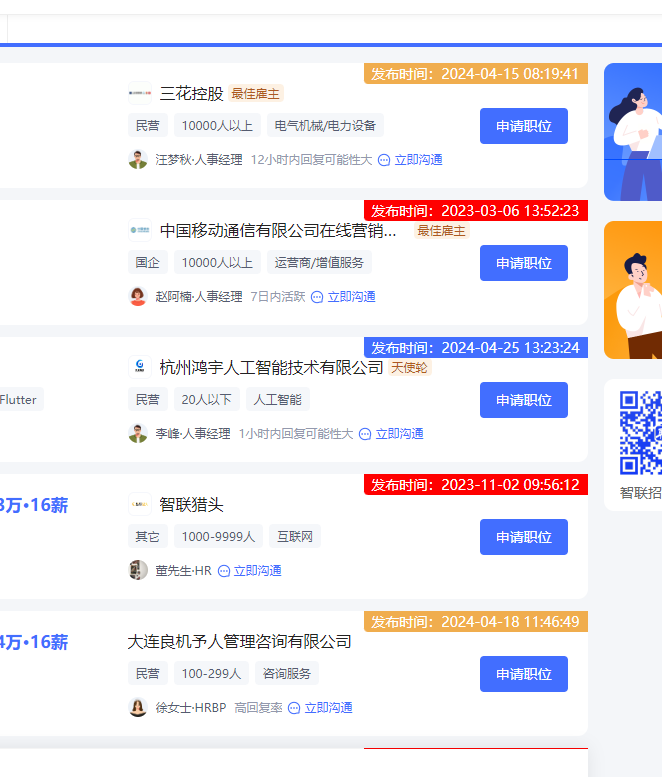 发布时间：2024-04-15 08:19:41
三花控股 最佳雇主
民营 10000人以上 电气机械/电力设备 申请职位
汪梦秋·人事经理 12小时内回复可能性大 立即沟通
发布时间：2023-03-06 13:52:23
中国移动通信有限公司在线营销... 最佳雇主
国企 10000人以上 运营商/增值服务 申请职位
赵阿楠·人事经理 7日内活跃 立即沟通
发布时间：2024-04-25 13:23:24
杭州鸿宇人工智能技术有限公司 天使轮
Flutter 民营 20人以下 人工智能 申请职位
李峰·人事经理 1小时内回复可能性大 立即沟通
发布时间：2023-11-02 09:56:12
3万·16薪 智联猎头
其它 1000-9999人 互联网 申请职位
董先生·HR 立即沟通
智联招
发布时间：2024-04-18 11:46:49
4万·16薪 大连良机予人管理咨询有限公司
民营 100-299人 咨询服务 申请职位
徐女士·HRBP 高回复率 立即沟通